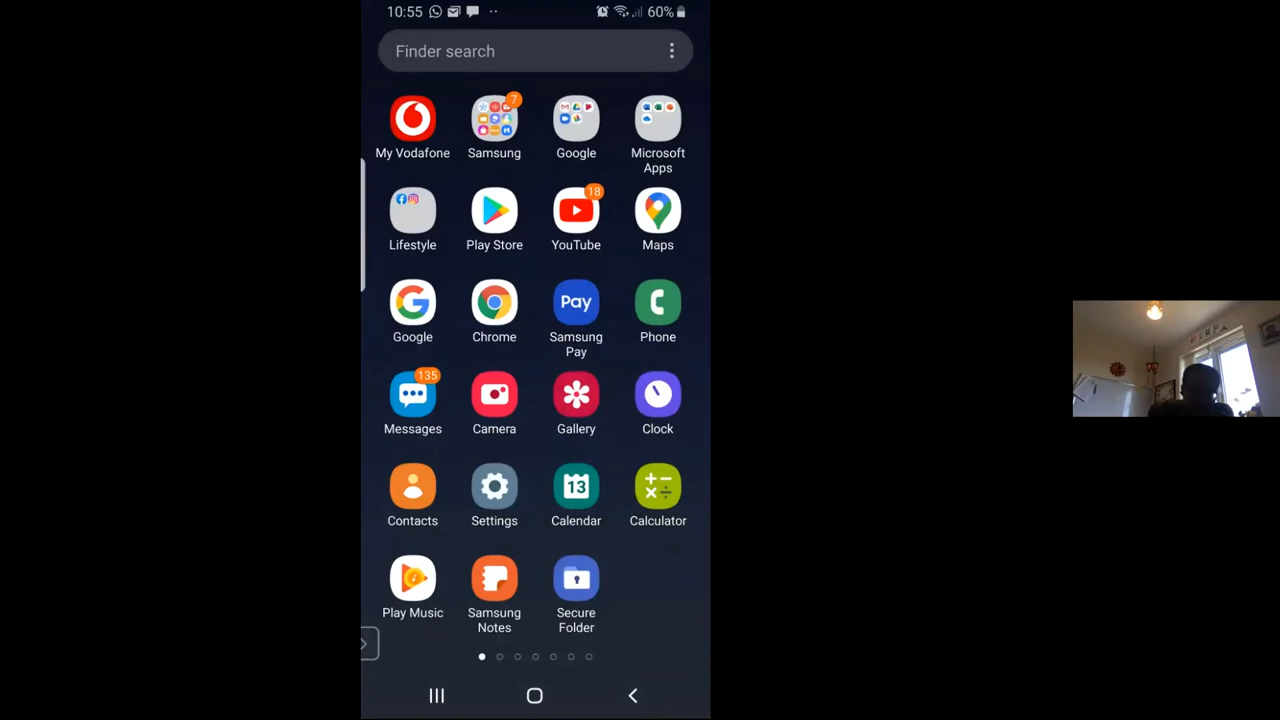 10:55 60%
Finder search
7
My Vodafone Samsung Google Microsoft
Apps
18
Lifestyle Play Store YouTube Maps
Pay
Google Chrome Samsung Phone
Pay
135
Messages Camera Gallery Clock
13
Contacts Settings Calendar Calculator
Play Music Samsung Secure
Notes Folder